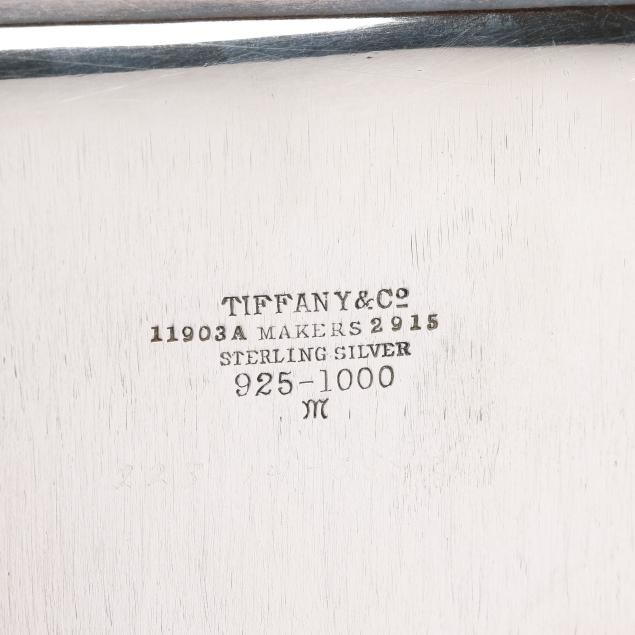 TIFFANY & Cº
11903A MAKERS 2915
STERLING SILVER
925-1000
M